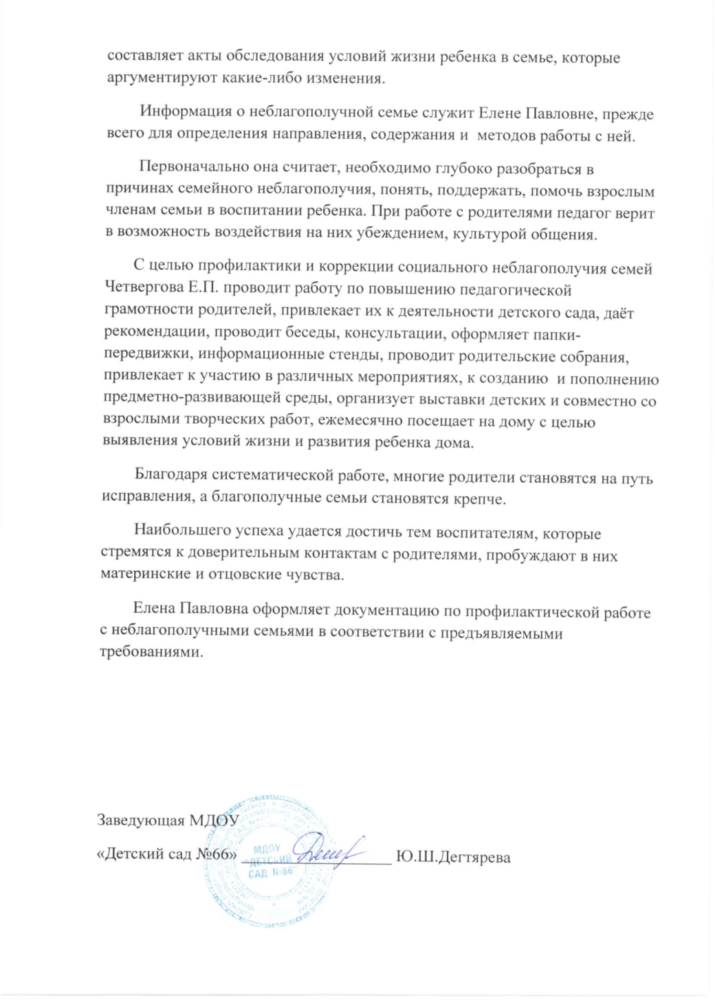 составляет акты обследования условий жизни ребенка в семье, которые
аргументируют какие-либо изменения.
Информация о неблагополучной семье служит Елене Павловне, прежде
всего для определения направления, содержания и  методов работы с ней.
Первоначально она считает, необходимо глубоко разобраться в
причинах семейного неблагополучия, понять, поддержать, помочь взрослым
членам семьи в воспитании ребенка. При работе с родителями педагог верит
в возможность воздействия на них убеждением, культурой общения.
С целью профилактики и коррекции социального неблагополучия семей
Четвергова Е.П. проводит работу по повышению педагогической
грамотности родителей, привлекает их к деятельности детского сада, даёт
рекомендации, проводит беседы, консультации, оформляет папки-
передвижки, информационные стенды, проводит родительские собрания,
привлекает к участию в различных мероприятиях, к созданию  и пополнению
предметно-развивающей среды, организует выставки детских и совместно со
взрослыми творческих работ, ежемесячно посещает на дому с целью
выявления условий жизни и развития ребенка дома.
Благодаря систематической работе, многие родители становятся на путь
исправления, а благополучные семьи становятся крепче.
Наибольшего успеха удается достичь тем воспитателям, которые
стремятся к доверительным контактам с родителями, пробуждают в них
материнские и отцовские чувства.
Елена Павловна оформляет документацию по профилактической работе
с неблагополучными семьями в соответствии с предъявляемыми
требованиями.
Заведующая МДОУ
«Детский сад №66» Ю.Ш.Дегтярева
МДОУ
"ДЕТСКИЙ
САД №66"